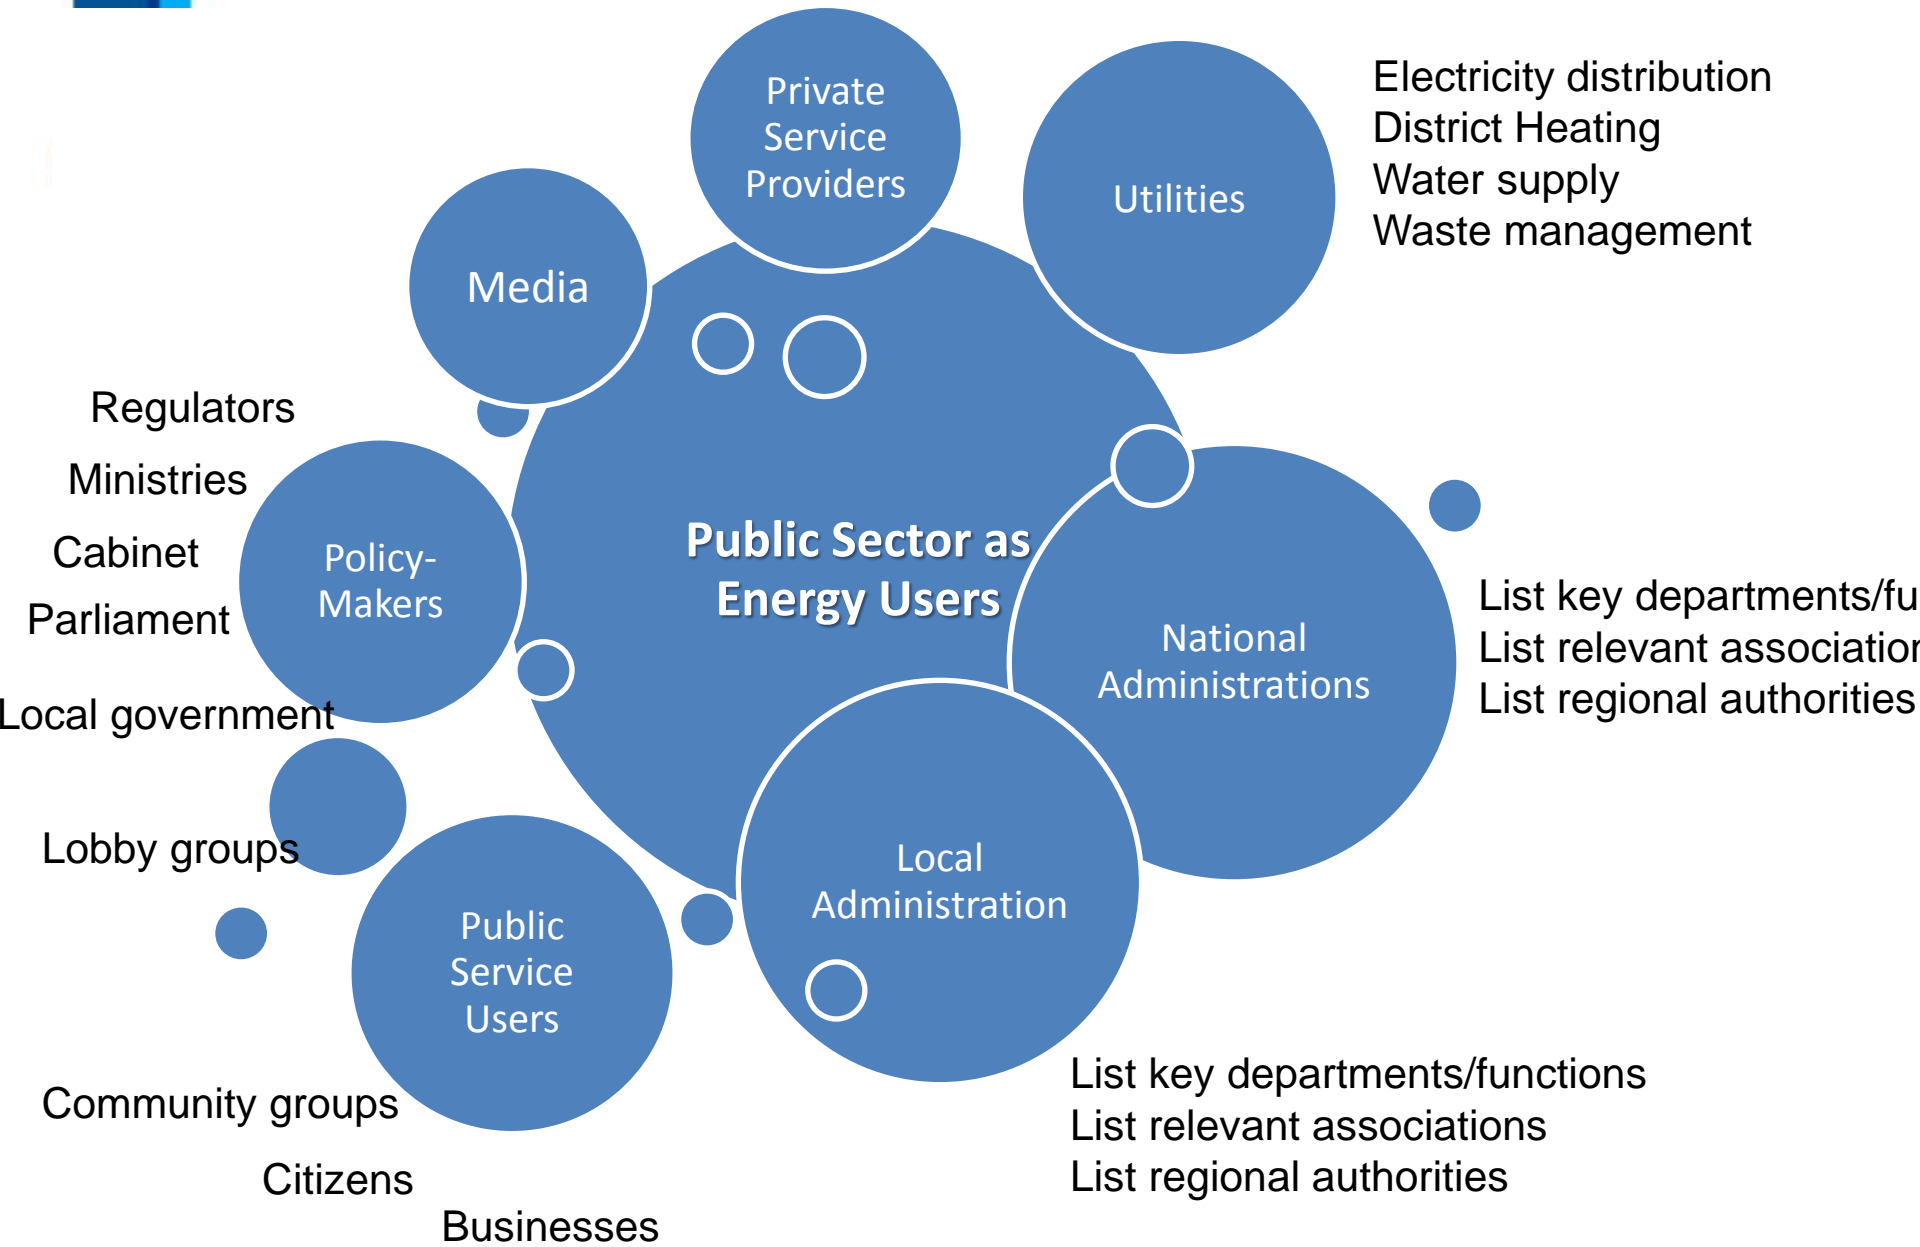 Private
Service
Providers
Utilities
Electricity distribution
District Heating
Water supply
Waste management
Media
Regulators
Ministries
Cabinet
Parliament
Local government
Policy-
Makers
Public Sector as
Energy Users
National
Administrations
List key departments/fu
List relevant association
List regional authorities
Lobby groups
Local
Administration
Public
Service
Users
Community groups
Citizens
Businesses
List key departments/functions
List relevant associations
List regional authorities